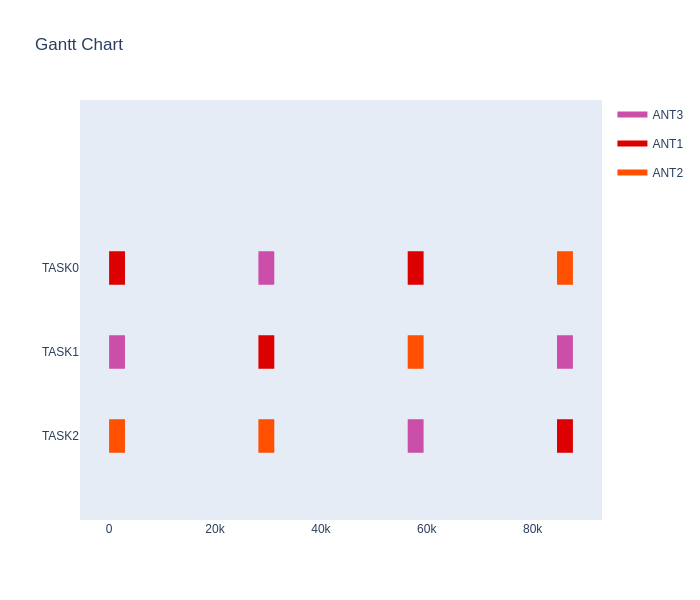 Gantt Chart
ANT3
ANT1
ANT2
TASK0
TASK1
TASK2
0 20k 40k 60k 80k